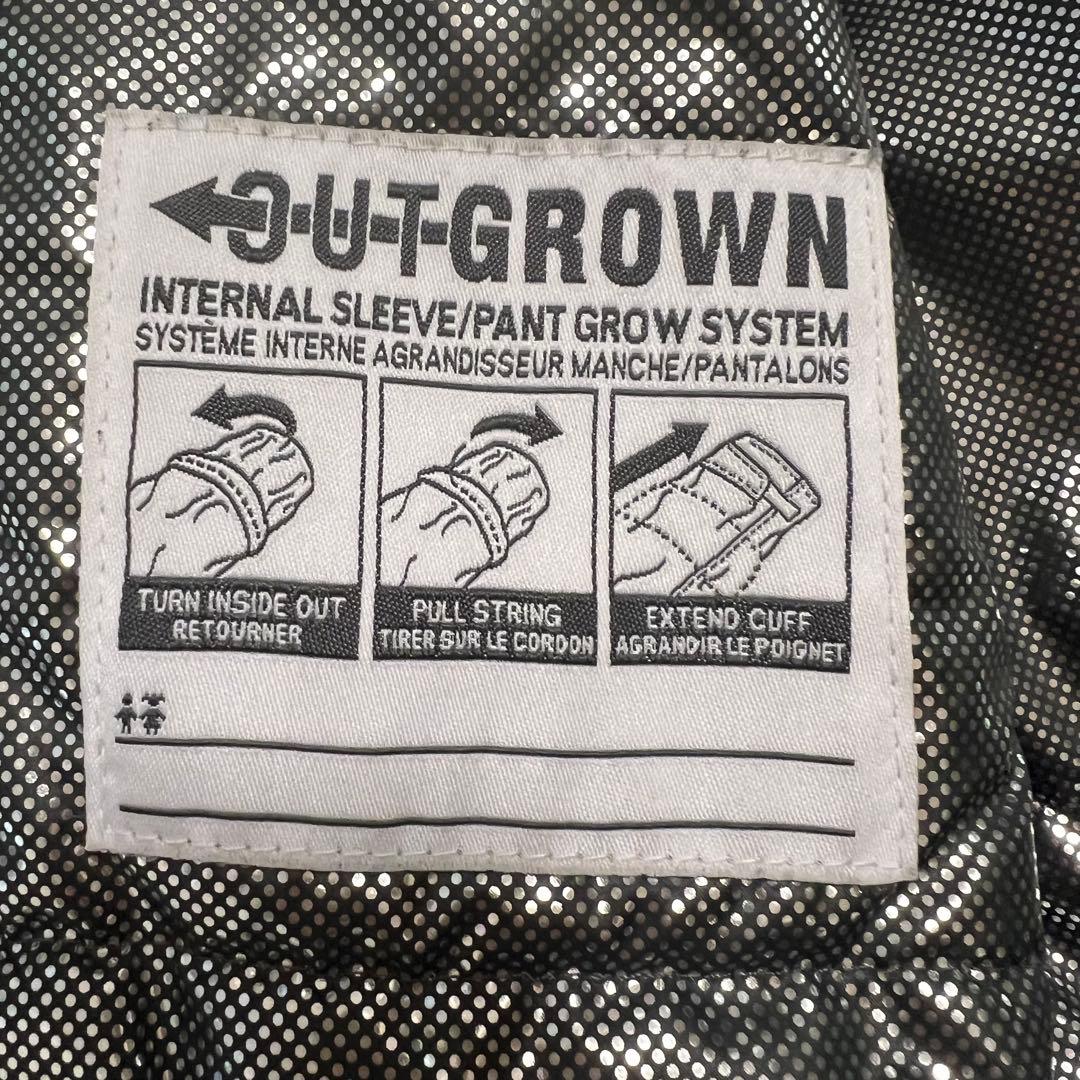 OUTGROWN
INTERNAL SLEEVE/PANT GROW SYSTEM
SYSTÈME INTERNE AGRANDISSEUR MANCHE/PANTALONS
TURN INSIDE OUT
RETOURNER
PULL STRING
TIRER SUR LE CORDON
EXTEND CUFF
AGRANDIR LE POIGNET